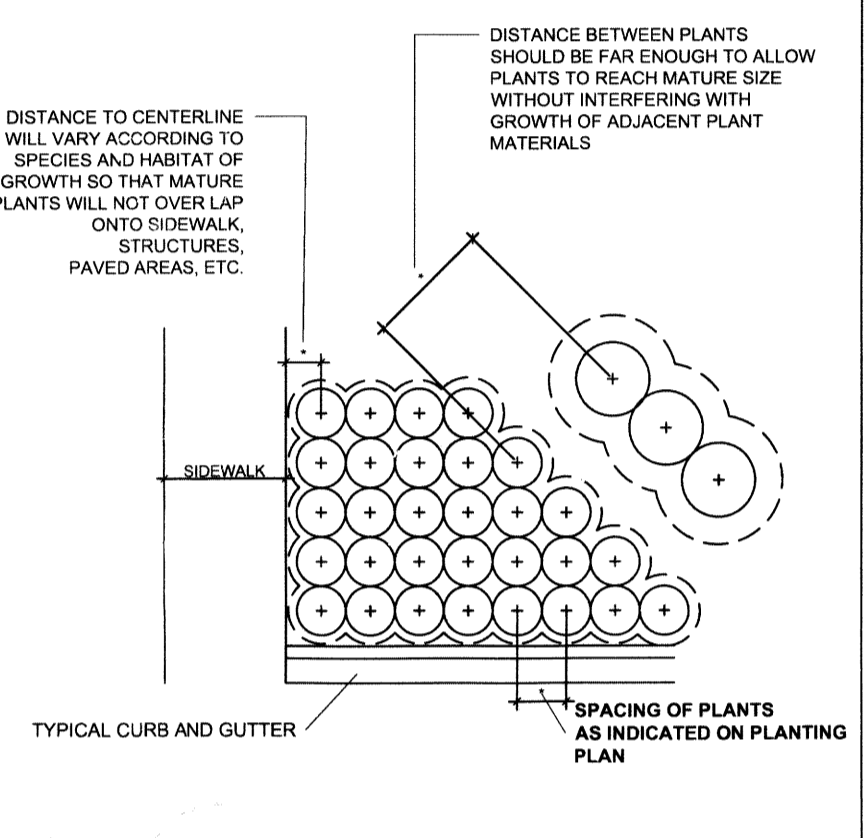 DISTANCE BETWEEN PLANTS
SHOULD BE FAR ENOUGH TO ALLOW
PLANTS TO REACH MATURE SIZE
WITHOUT INTERFERING WITH
GROWTH OF ADJACENT PLANT
MATERIALS
DISTANCE TO CENTERLINE
WILL VARY ACCORDING TO
SPECIES AND HABITAT OF
GROWTH SO THAT MATURE
PLANTS WILL NOT OVER LAP
ONTO SIDEWALK,
STRUCTURES,
PAVED AREAS, ETC.
*
*
SIDEWALK
*
SPACING OF PLANTS
AS INDICATED ON PLANTING
PLAN
TYPICAL CURB AND GUTTER